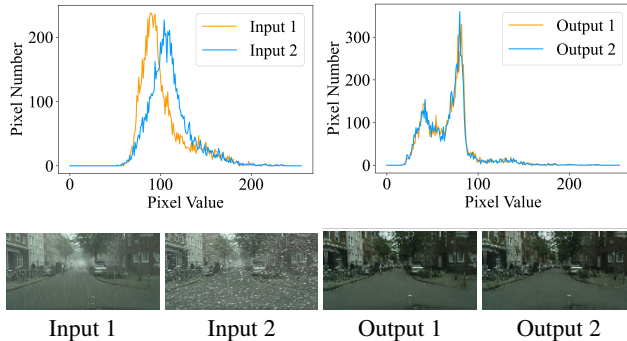 Pixel Number
200
100
0
0
100
200
Pixel Value
Input 1
Input 2
Pixel Number
300
200
100
0
0
100
200
Pixel Value
Output 1
Output 2
Input 1
Input 2
Output 1
Output 2